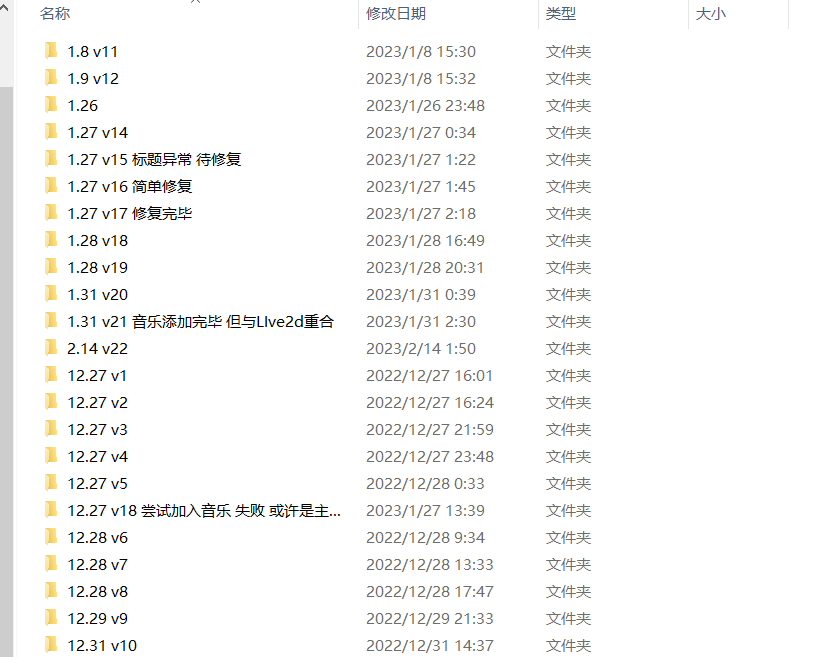 名称 修改日期 类型 大小
1.8 v11 2023/1/8 15:30 文件夹
1.9 v12 2023/1/8 15:32 文件夹
1.26 2023/1/26 23:48 文件夹
1.27 v14 2023/1/27 0:34 文件夹
1.27 v15 标题异常 待修复 2023/1/27 1:22 文件夹
1.27 v16 简单修复 2023/1/27 1:45 文件夹
1.27 v17 修复完毕 2023/1/27 2:18 文件夹
1.28 v18 2023/1/28 16:49 文件夹
1.28 v19 2023/1/28 20:31 文件夹
1.31 v20 2023/1/31 0:39 文件夹
1.31 v21 音乐添加完毕 但与LIve2d重合 2023/1/31 2:30 文件夹
2.14 v22 2023/2/14 1:50 文件夹
12.27 v1 2022/12/27 16:01 文件夹
12.27 v2 2022/12/27 16:24 文件夹
12.27 v3 2022/12/27 21:59 文件夹
12.27 v4 2022/12/27 23:48 文件夹
12.27 v5 2022/12/28 0:33 文件夹
12.27 v18 尝试加入音乐 失败 或许是主... 2023/1/27 13:39 文件夹
12.28 v6 2022/12/28 9:34 文件夹
12.28 v7 2022/12/28 13:33 文件夹
12.28 v8 2022/12/28 17:47 文件夹
12.29 v9 2022/12/29 21:33 文件夹
12.31 v10 2022/12/31 14:37 文件夹